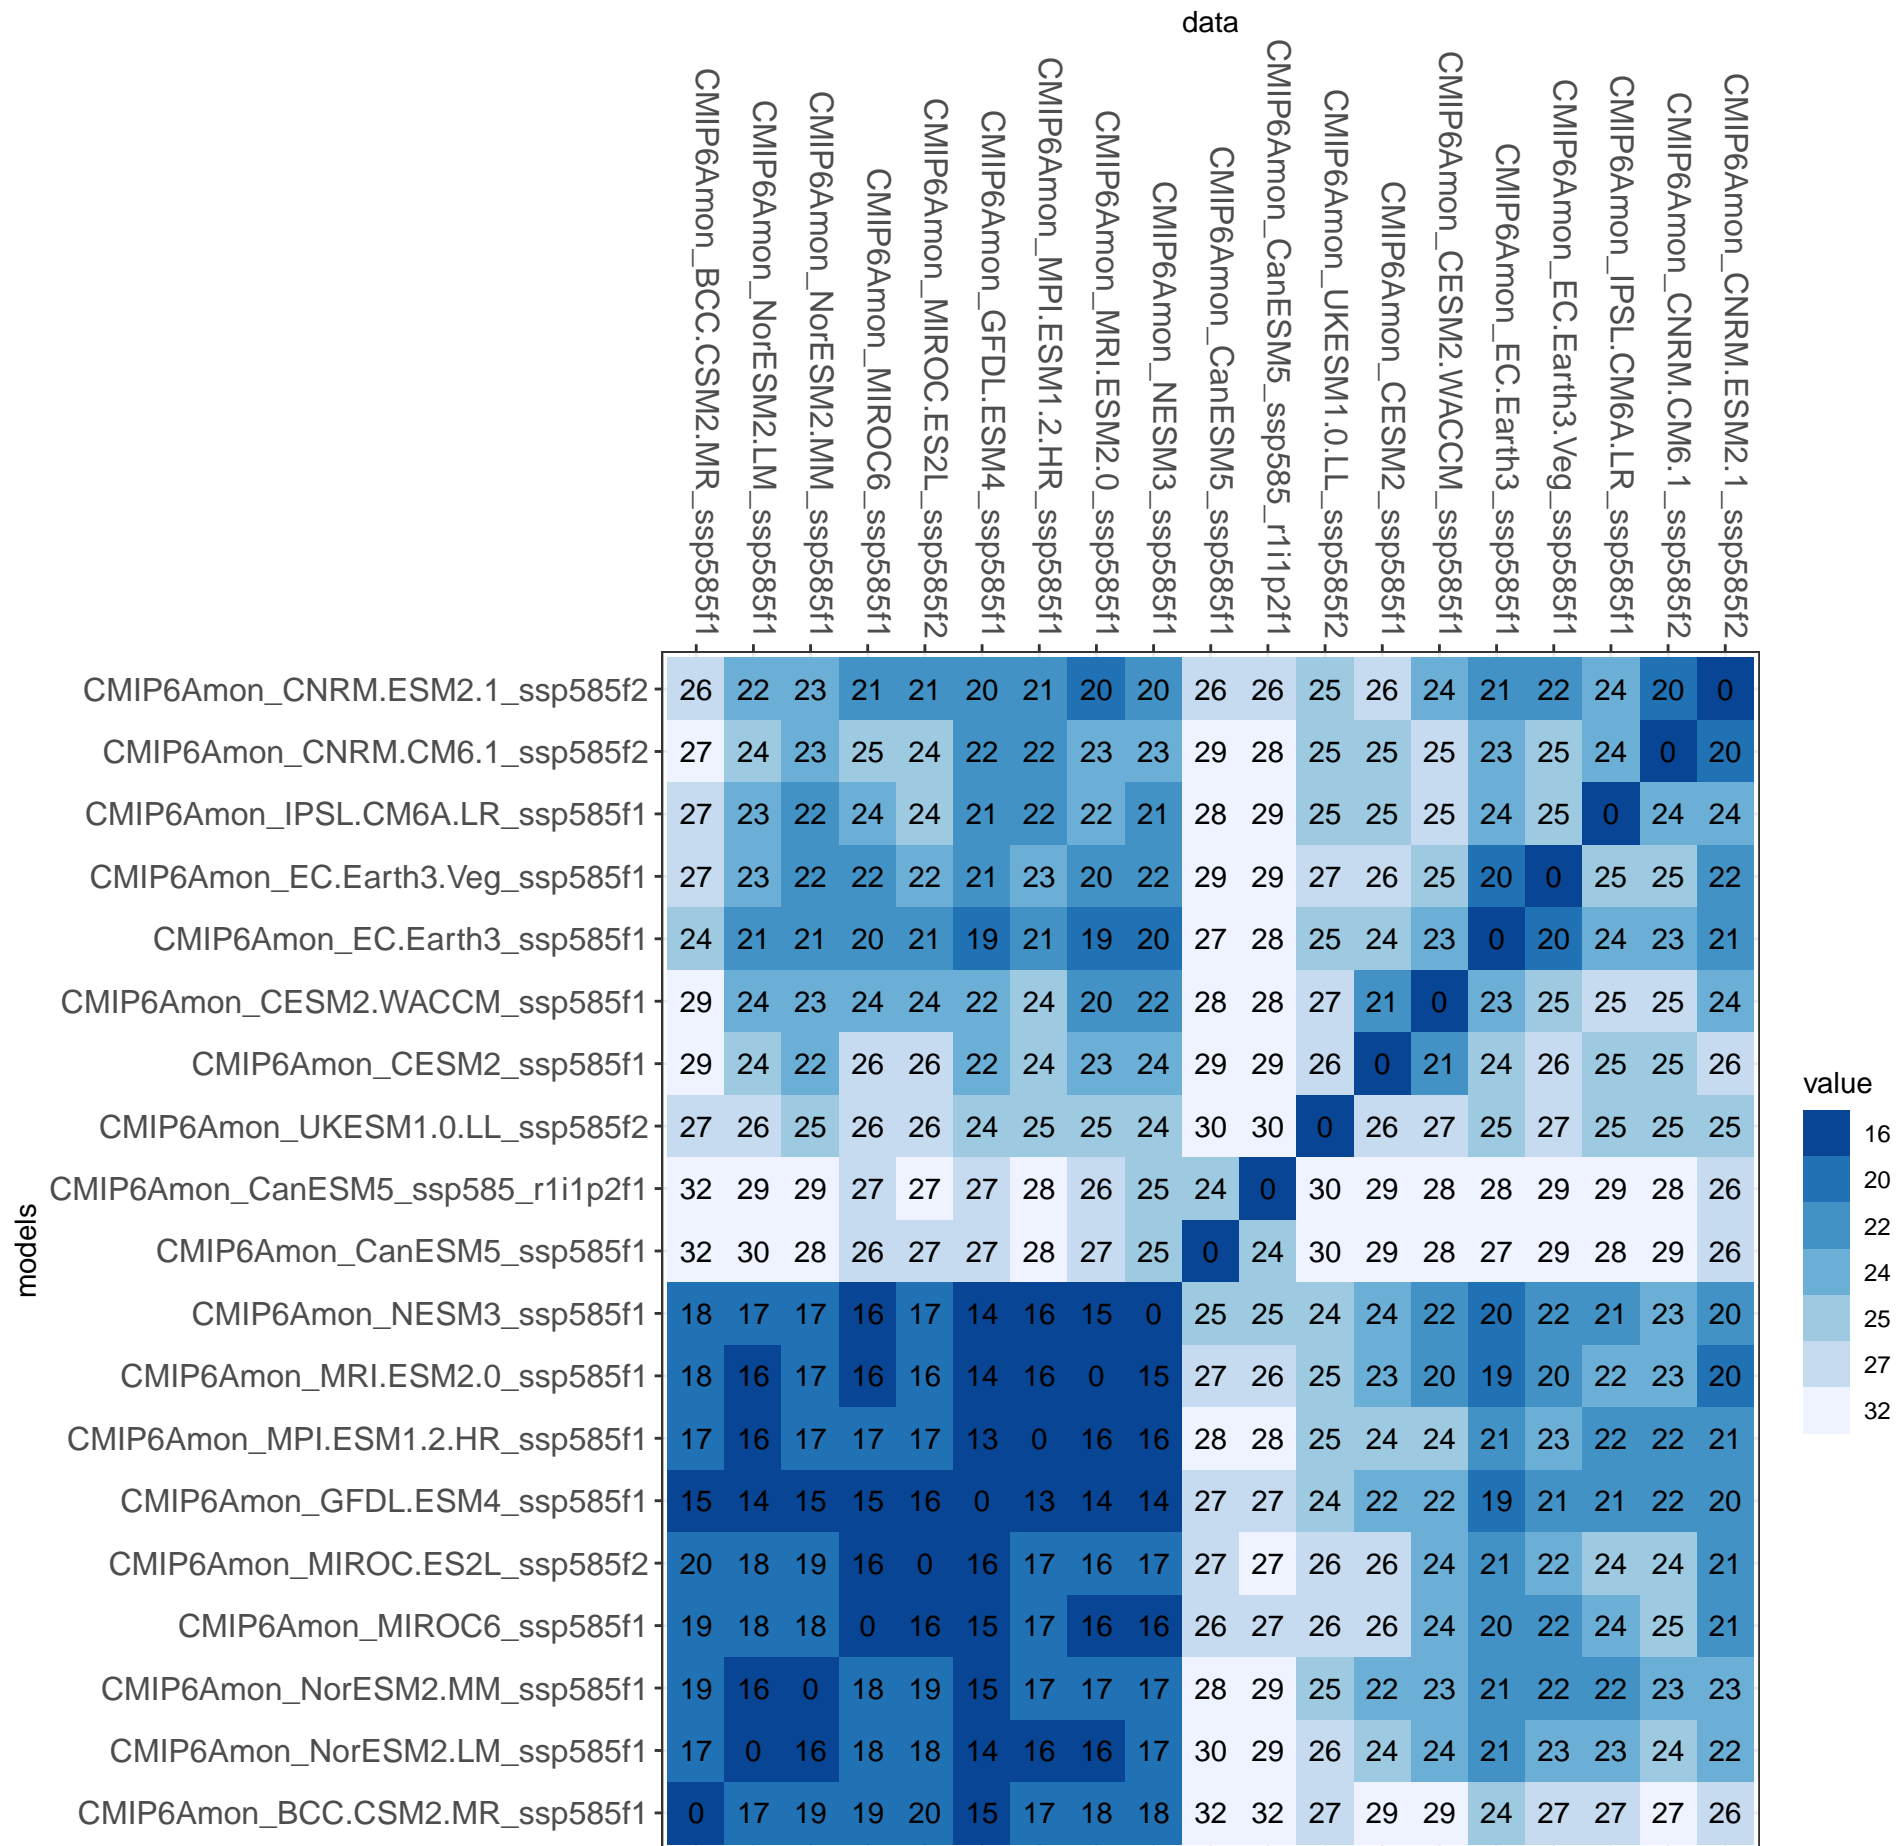 data
CMIP6Amon_BCC.CSM2.MR_ssp585f1
CMIP6Amon_NorESM2.LM_ssp585f1
CMIP6Amon_NorESM2.MM_ssp585f1
CMIP6Amon_MIROC6_ssp585f1
CMIP6Amon_MIROC.ES2L_ssp585f2
CMIP6Amon_GFDL.ESM4_ssp585f1
CMIP6Amon_MPI.ESM1.2.HR_ssp585f1
CMIP6Amon_MRI.ESM2.0_ssp585f1
CMIP6Amon_NESM3_ssp585f1
CMIP6Amon_CanESM5_ssp585f1
CMIP6Amon_CanESM5_ssp585_r1i1p2f1
CMIP6Amon_UKESM1.0.LL_ssp585f2
CMIP6Amon_CESM2_ssp585f1
CMIP6Amon_CESM2.WACCM_ssp585f1
CMIP6Amon_EC.Earth3_ssp585f1
CMIP6Amon_EC.Earth3.Veg_ssp585f1
CMIP6Amon_IPSL.CM6A.LR_ssp585f1
CMIP6Amon_CNRM.CM6.1_ssp585f2
CMIP6Amon_CNRM.ESM2.1_ssp585f2
CMIP6Amon_CNRM.ESM2.1_ssp585f2 26 22 23 21 21 20 21 20 20 26 26 25 26 24 21 22 24 20 0
CMIP6Amon_CNRM.CM6.1_ssp585f2 27 24 23 25 24 22 22 23 23 29 28 25 25 25 23 25 24 0 20
CMIP6Amon_IPSL.CM6A.LR_ssp585f1 27 23 22 24 24 21 22 22 21 28 29 25 25 25 24 25 0 24 24
CMIP6Amon_EC.Earth3.Veg_ssp585f1 27 23 22 22 22 21 23 20 22 29 29 27 26 25 20 0 25 25 22
CMIP6Amon_EC.Earth3_ssp585f1 24 21 21 20 21 19 21 19 20 27 28 25 24 23 0 20 24 23 21
CMIP6Amon_CESM2.WACCM_ssp585f1 29 24 23 24 24 22 24 20 22 28 28 27 21 0 23 25 25 25 24
CMIP6Amon_CESM2_ssp585f1 29 24 22 26 26 22 24 23 24 29 29 26 0 21 24 26 25 25 26
CMIP6Amon_UKESM1.0.LL_ssp585f2 27 26 25 26 26 24 25 25 24 30 30 0 26 27 25 27 25 25 25
CMIP6Amon_CanESM5_ssp585_r1i1p2f1 32 29 29 27 27 27 28 26 25 24 0 30 29 28 28 29 29 28 26
CMIP6Amon_CanESM5_ssp585f1 32 30 28 26 27 27 28 27 25 0 24 30 29 28 27 29 28 29 26
CMIP6Amon_NESM3_ssp585f1 18 17 17 16 17 14 16 15 0 25 25 24 24 22 20 22 21 23 20
CMIP6Amon_MRI.ESM2.0_ssp585f1 18 16 17 16 16 14 16 0 15 27 26 25 23 20 19 20 22 23 20
CMIP6Amon_MPI.ESM1.2.HR_ssp585f1 17 16 17 17 17 13 0 16 16 28 28 25 24 24 21 23 22 22 21
CMIP6Amon_GFDL.ESM4_ssp585f1 15 14 15 15 16 0 13 14 14 27 27 24 22 22 19 21 21 22 20
CMIP6Amon_MIROC.ES2L_ssp585f2 20 18 19 16 0 16 17 16 17 27 27 26 26 24 21 22 24 24 21
CMIP6Amon_MIROC6_ssp585f1 19 18 18 0 16 15 17 16 16 26 27 26 26 24 20 22 24 25 21
CMIP6Amon_NorESM2.MM_ssp585f1 19 16 0 18 19 15 17 17 17 28 29 25 22 23 21 22 22 23 23
CMIP6Amon_NorESM2.LM_ssp585f1 17 0 16 18 18 14 16 16 17 30 29 26 24 24 21 23 23 24 22
CMIP6Amon_BCC.CSM2.MR_ssp585f1 0 17 19 19 20 15 17 18 18 32 32 27 29 29 24 27 27 27 26
models
value
16
20
22
24
25
27
32